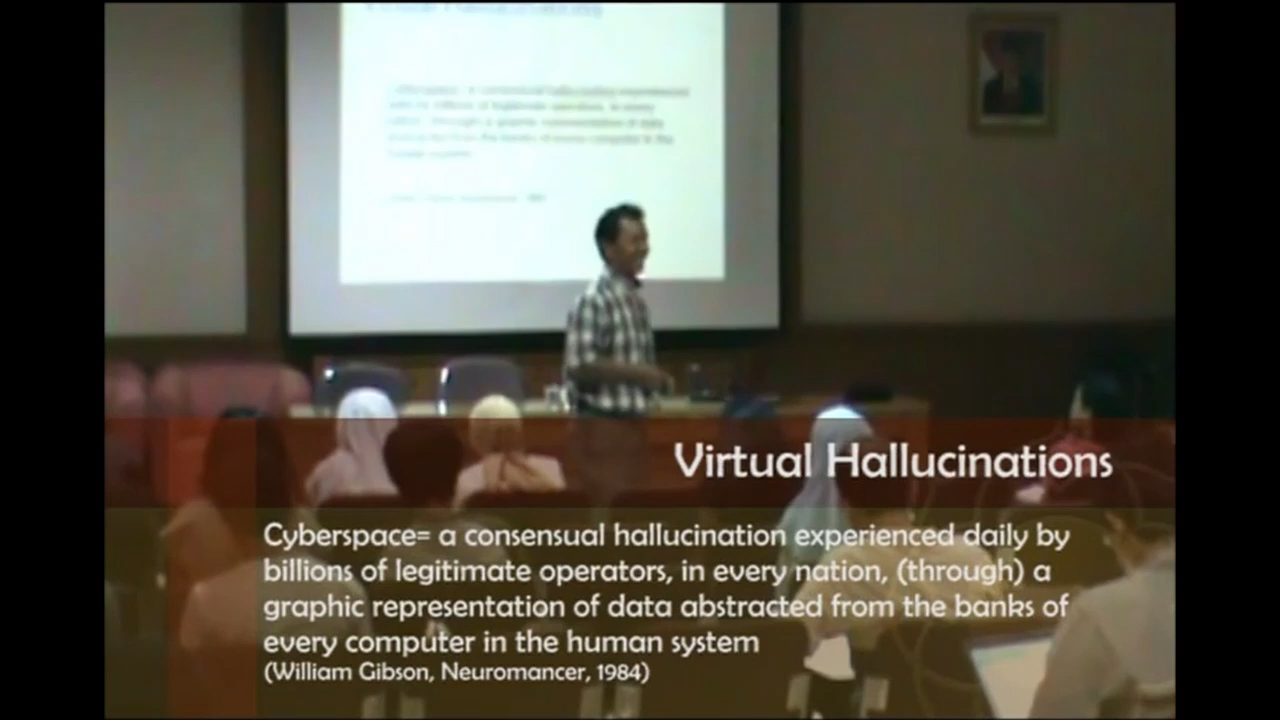 Virtual Hallucinations
Cyberspace= a consensual hallucination experienced daily by
billions of legitimate operators, in every nation, (through) a
graphic representation of data abstracted from the banks of
every computer in the human system
(William Gibson, Neuromancer, 1984)